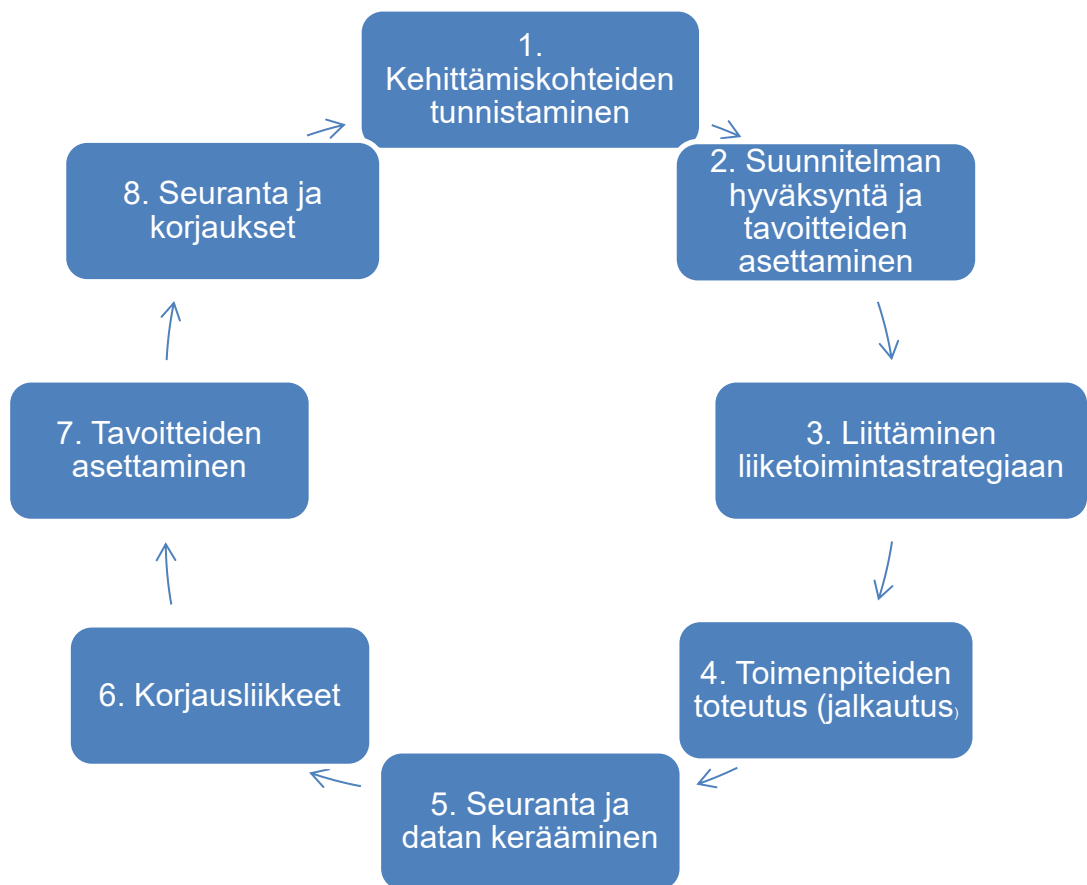 1.
Kehittämiskohteiden
tunnistaminen
2. Suunnitelman
hyväksyntä ja
tavoitteiden
asettaminen
3. Liittäminen
liiketoimintastrategiaan
4. Toimenpiteiden
toteutus (jalkautus)
5. Seuranta ja
datan kerääminen
6. Korjausliikkeet
7. Tavoitteiden
asettaminen
8. Seuranta ja
korjaukset